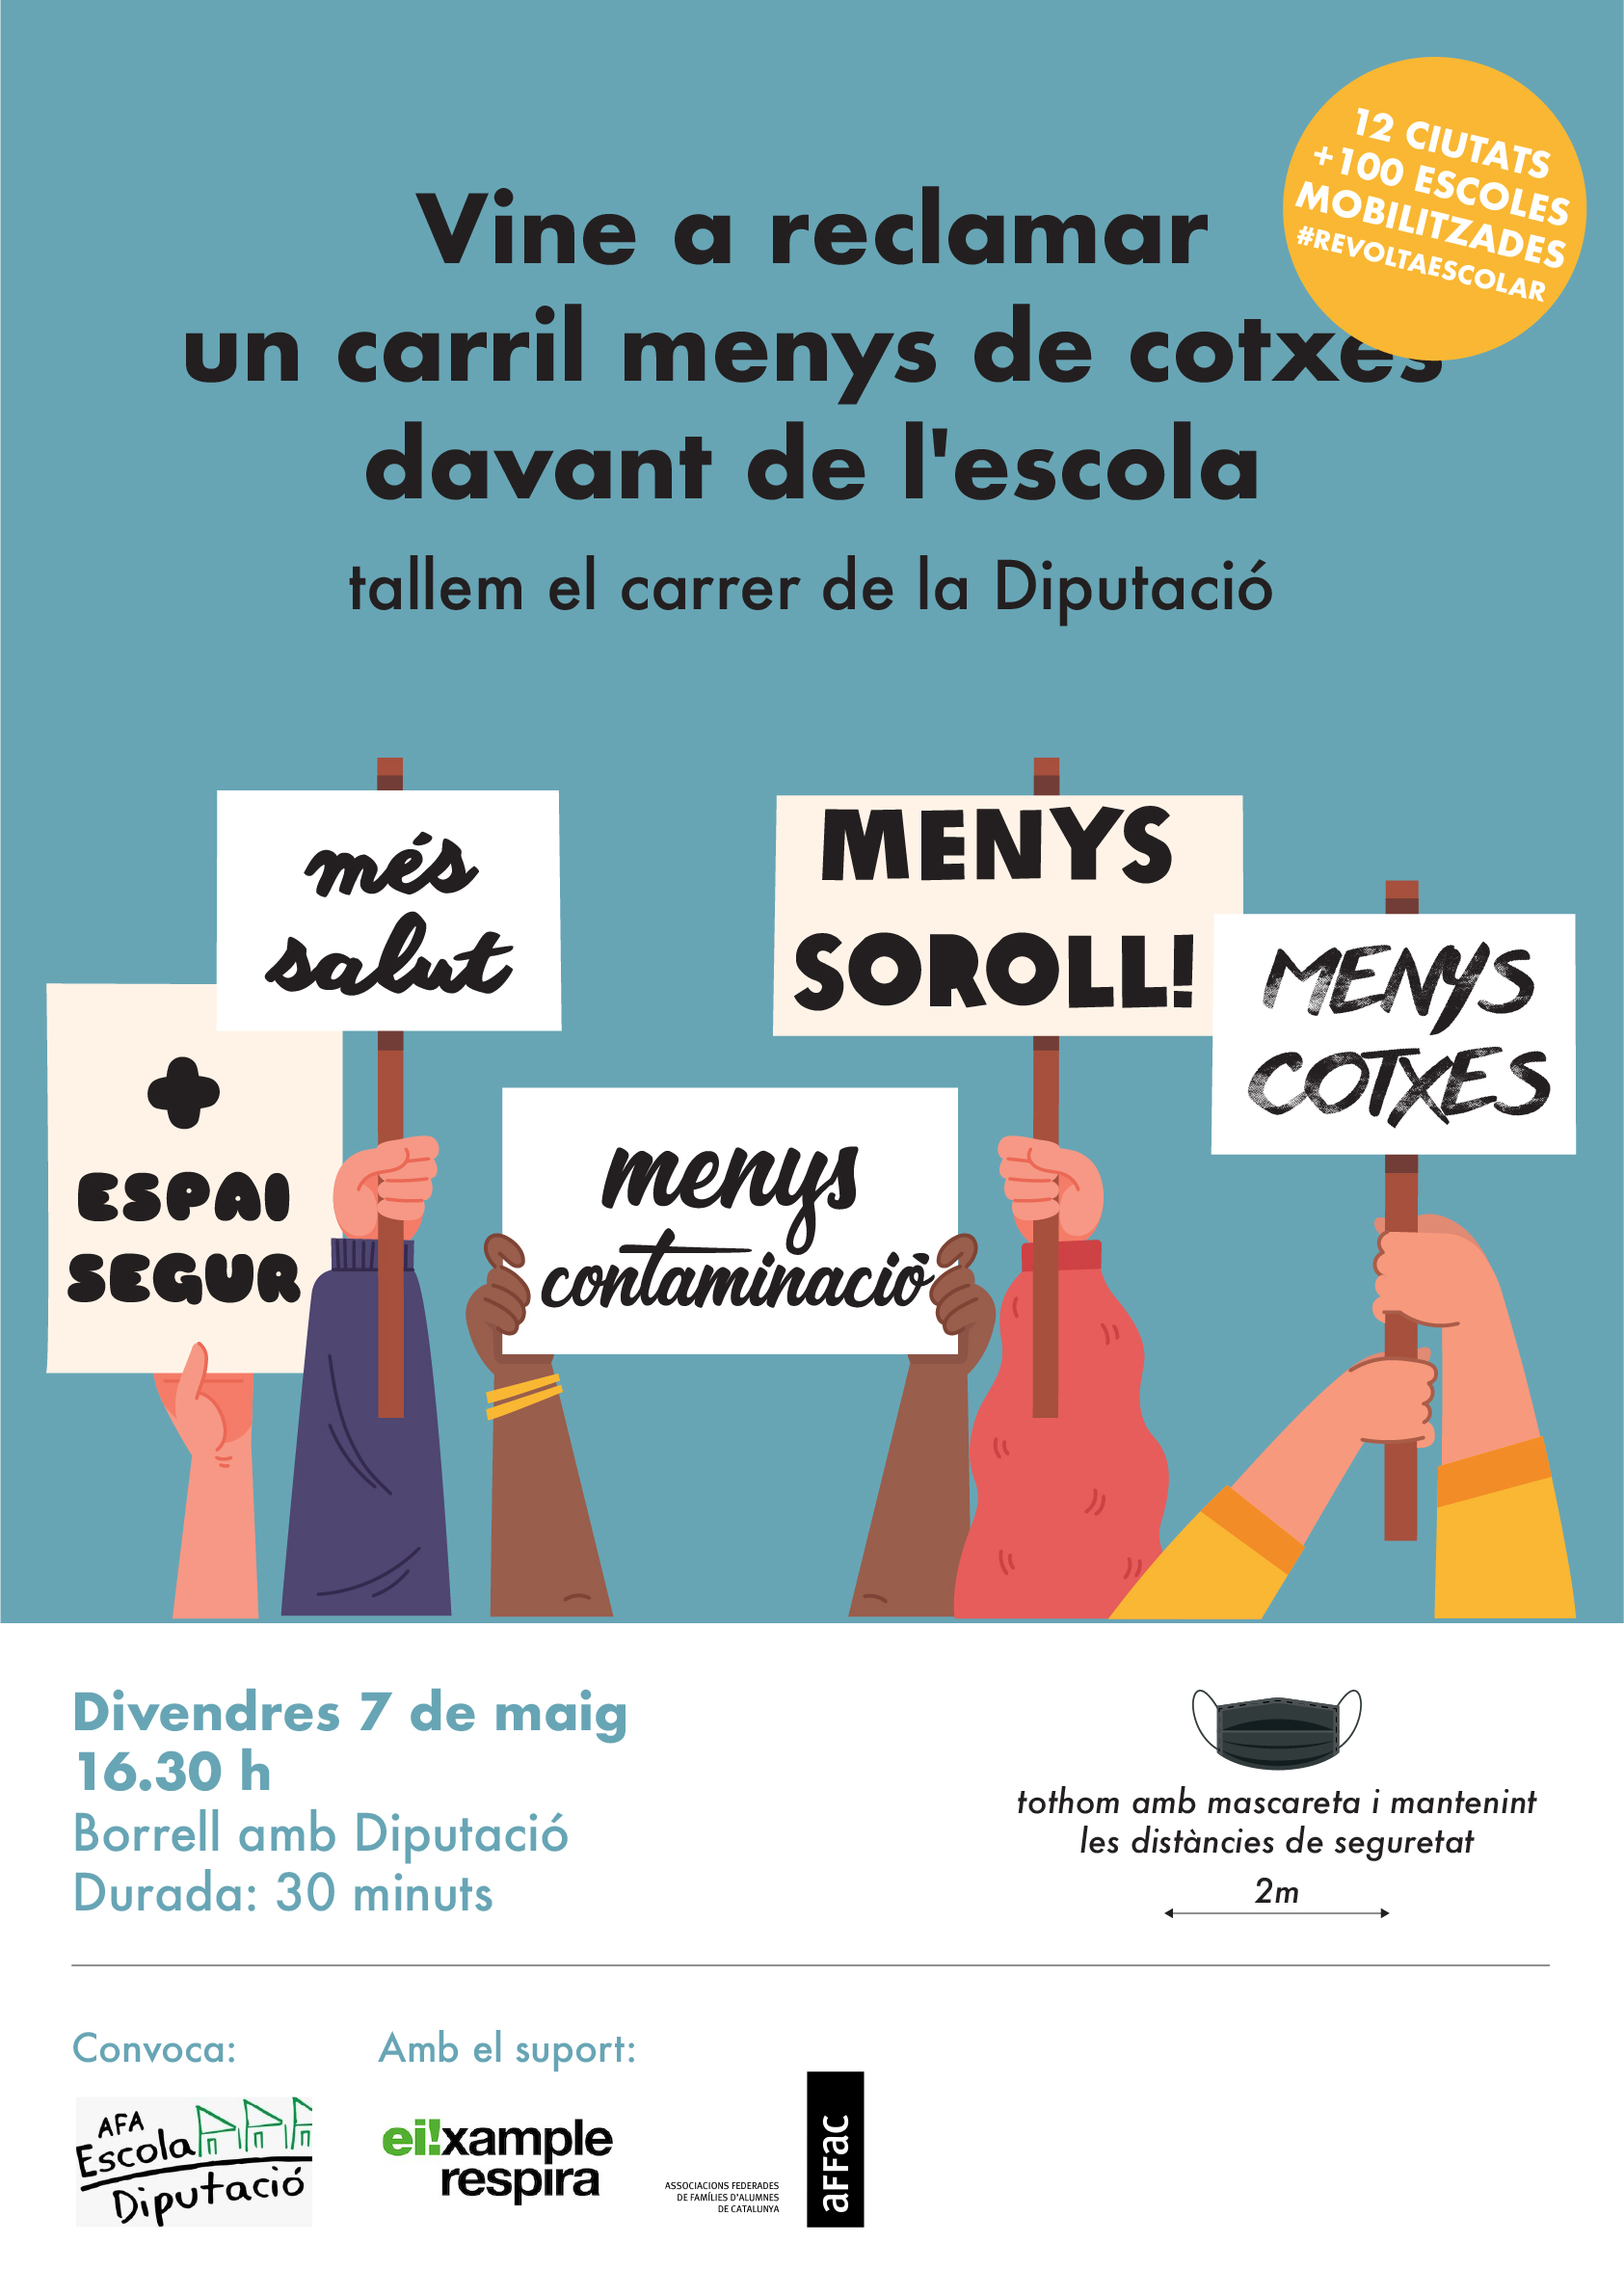 12 CIUTATS
+100 ESCOLES
MOBILITZADES
#REVOLTAESCOLAR
Vine a reclamar
un carril menys de cotxes
davant de l'escola
tallem el carrer de la Diputació
més
salut
MENYS
SOROLL!
MENYS
COTXES
+
ESPAI
SEGUR
menys
contaminació
Divendres 7 de maig
16.30 h
Borrell amb Diputació
Durada: 30 minuts
tothom amb mascareta i mantenint
les distàncies de seguretat
2m
Convoca:
Amb el suport:
AFA
Escola
Diputació
ei!xample
respira
ASSOCIACIONS FEDERADES
DE FAMÍLIES D'ALUMNES
DE CATALUNYA
aFFaC